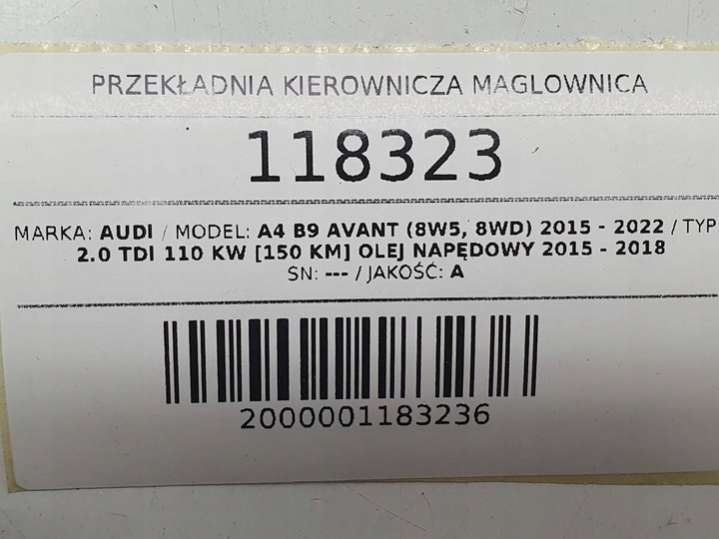 PRZEKŁADNIA KIEROWNICZA MAGLOWNICA
118323
MARKA: AUDI / MODEL: A4 B9 AVANT (8W5, 8WD) 2015 - 2022 / TYP
2.0 TDI 110 KW [150 KM] OLEJ NAPĘDOWY 2015 - 2018
SN: --- / JAKOŚĆ: A
2000001183236